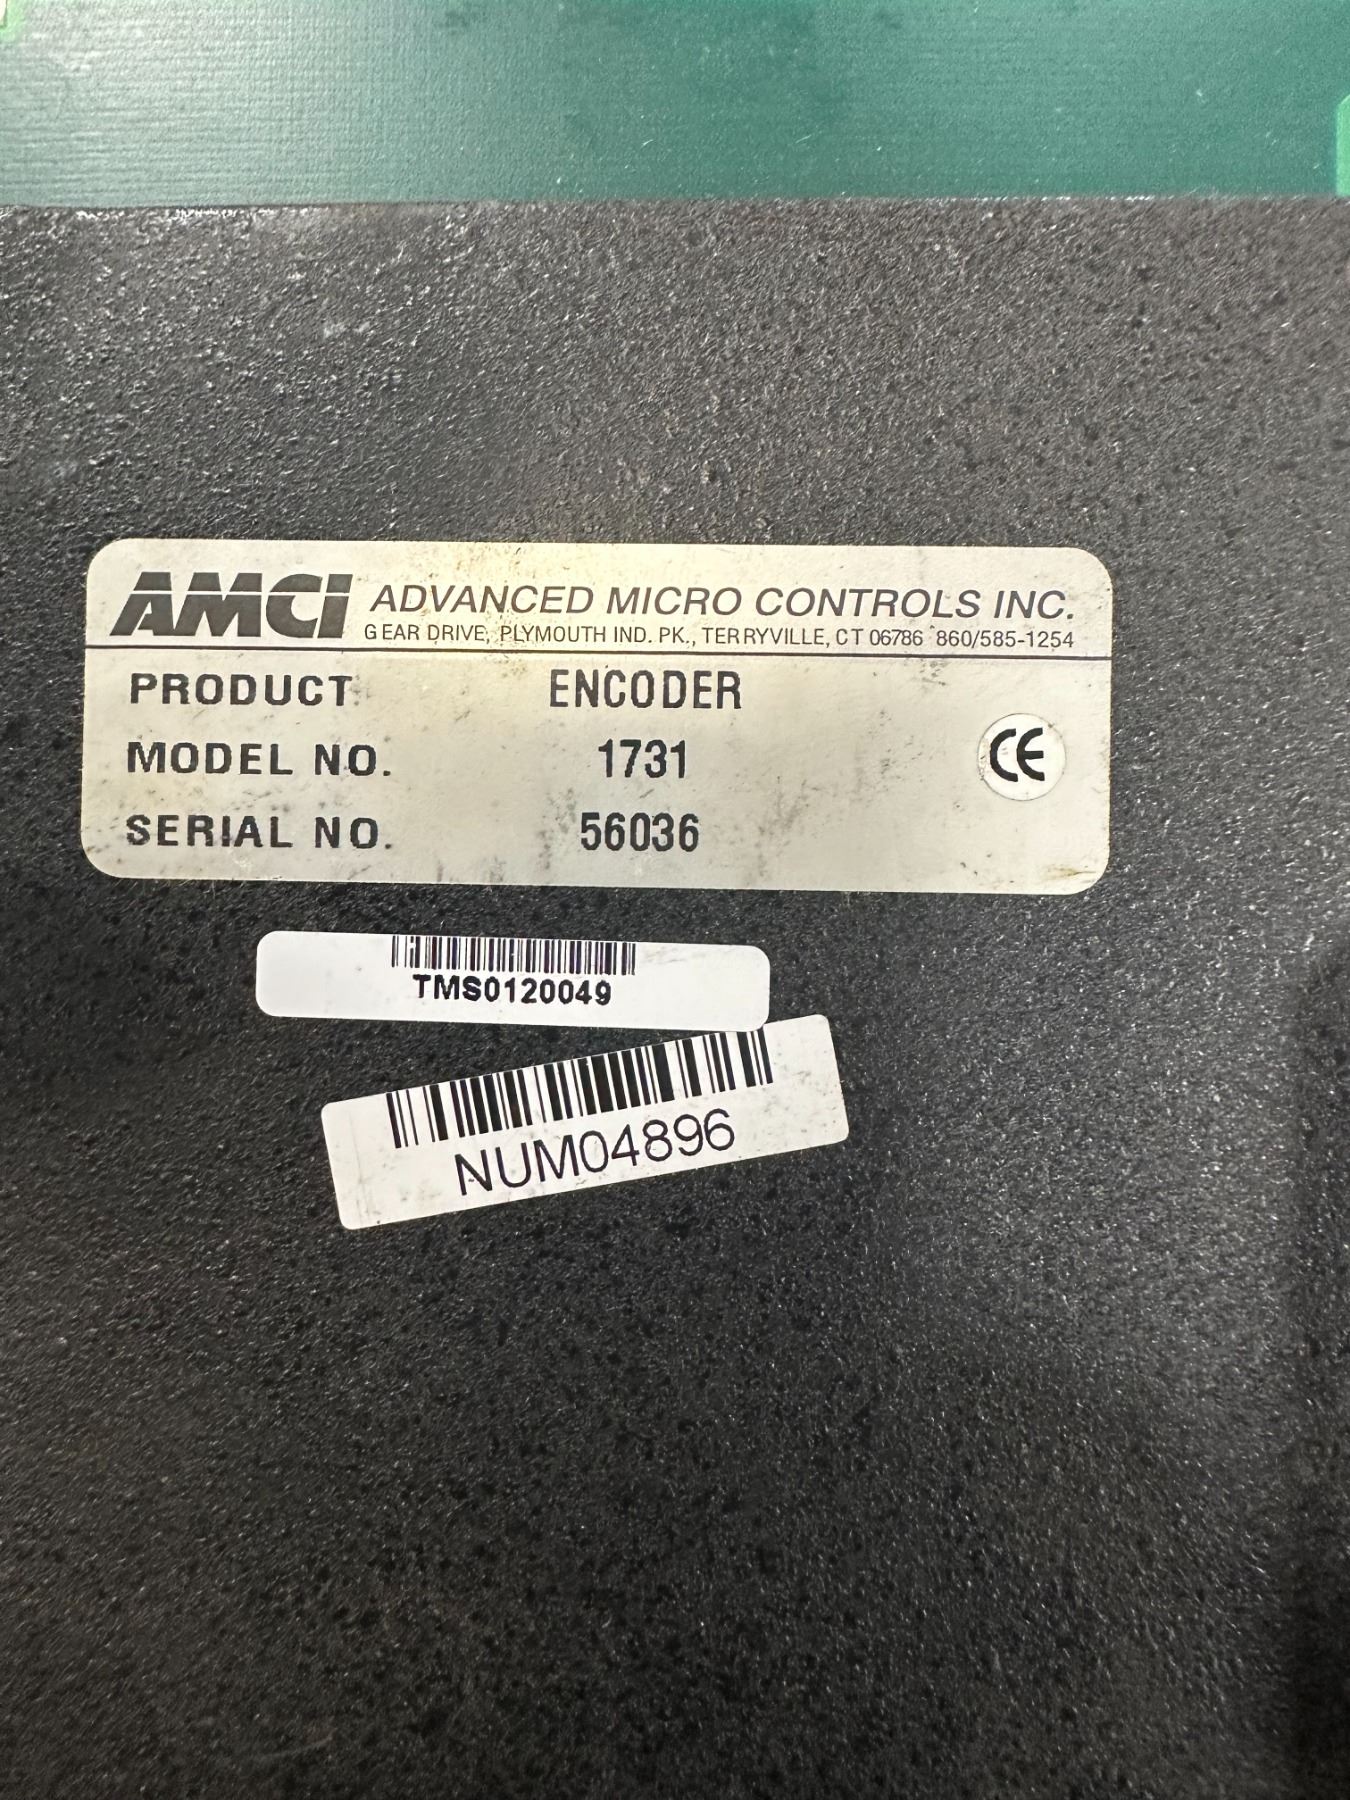 AMCI ADVANCED MICRO CONTROLS INC.
GEAR DRIVE, PLYMOUTH IND. PK., TERRYVILLE, CT 06786 860/585-1254
PRODUCT ENCODER
MODEL NO. 1731
CE
SERIAL NO. 56036
TMS0120049
NUM04896